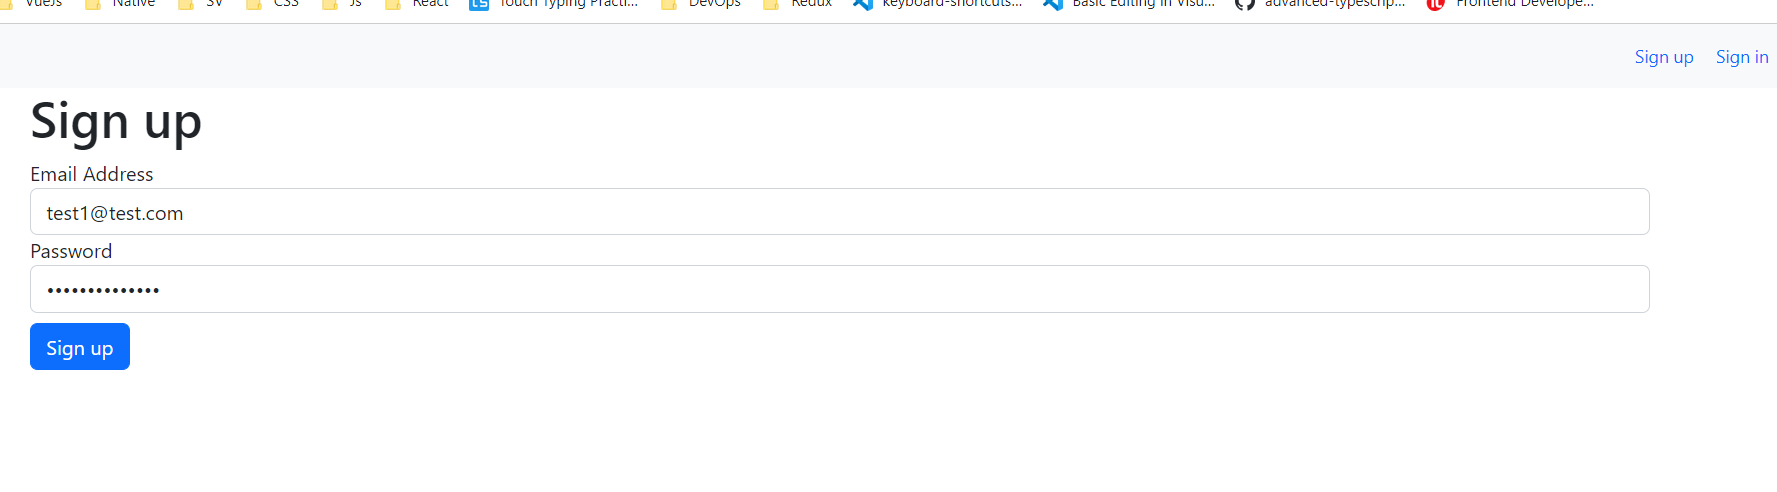 VueJs Native SV CSS Js React Touch Typing Practi... DevOps Redux keyboard-shortcuts... Basic Editing in Visu... advanced-typescrip... Frontend Develope...
Sign up Sign in
Sign up
Email Address
test1@test.com
Password
••••••••••••••
Sign up